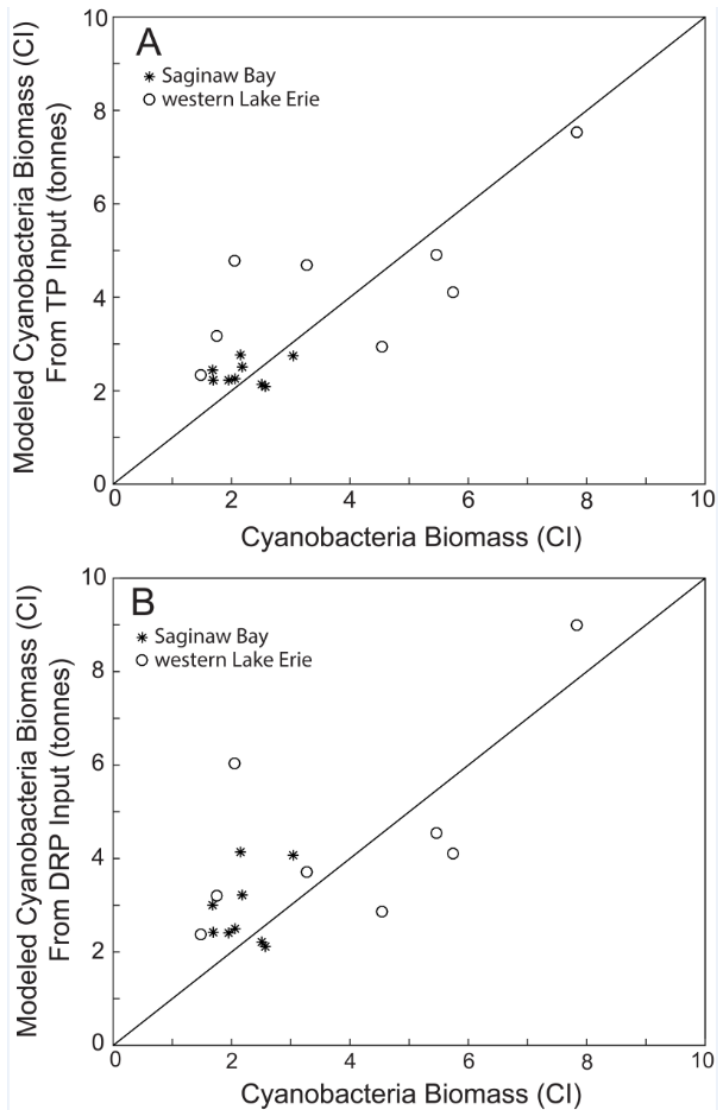 A
* Saginaw Bay
○ western Lake Erie
Modeled Cyanobacteria Biomass (CI)
From TP Input (tonnes)
10
8
6
4
2
0
0 2 4 6 8 10
Cyanobacteria Biomass (CI)
B
* Saginaw Bay
○ western Lake Erie
Modeled Cyanobacteria Biomass (CI)
From DRP Input (tonnes)
10
8
6
4
2
0
0 2 4 6 8 10
Cyanobacteria Biomass (CI)